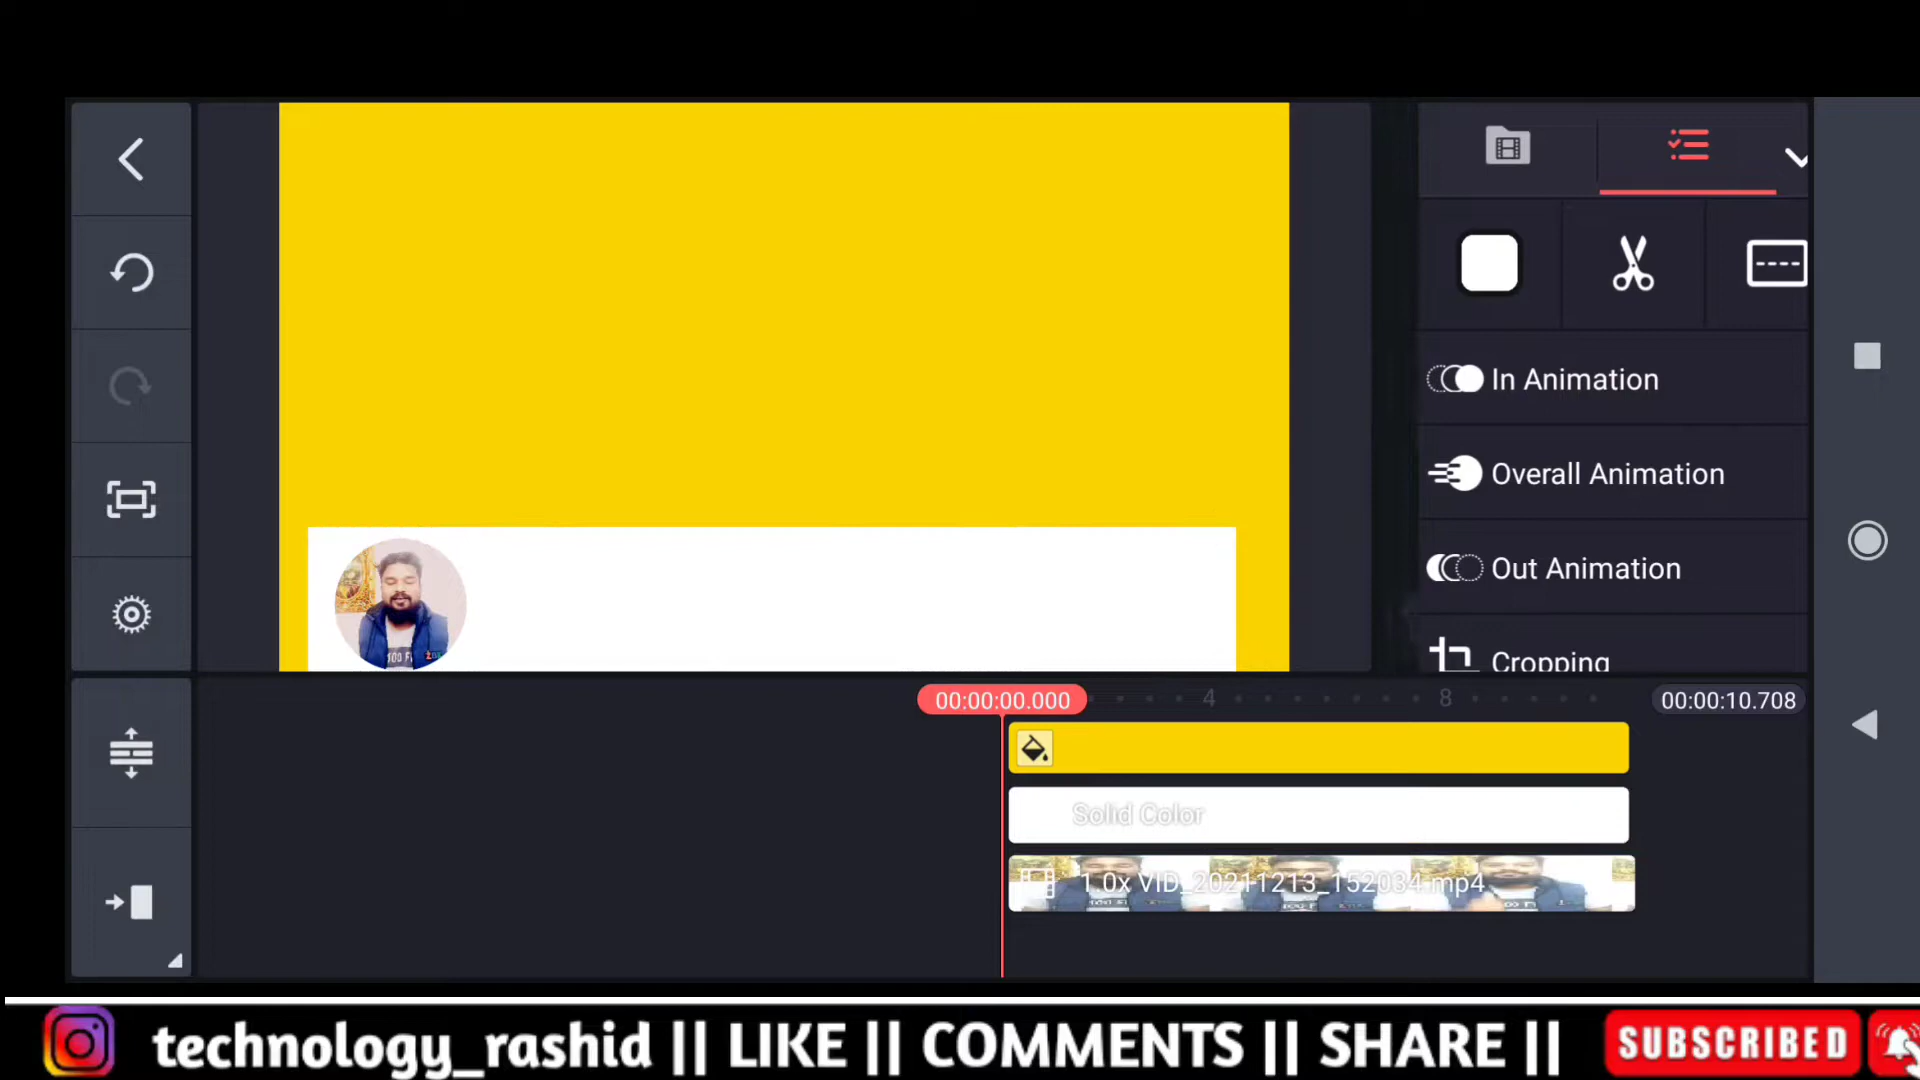 In Animation
Overall Animation
Out Animation
Cropping
00:00:00.000
4
8
00:00:10.708
Solid Color
1.0x VID_20211213_152034.mp4
technology_rashid || LIKE || COMMENTS || SHARE ||
SUBSCRIBED